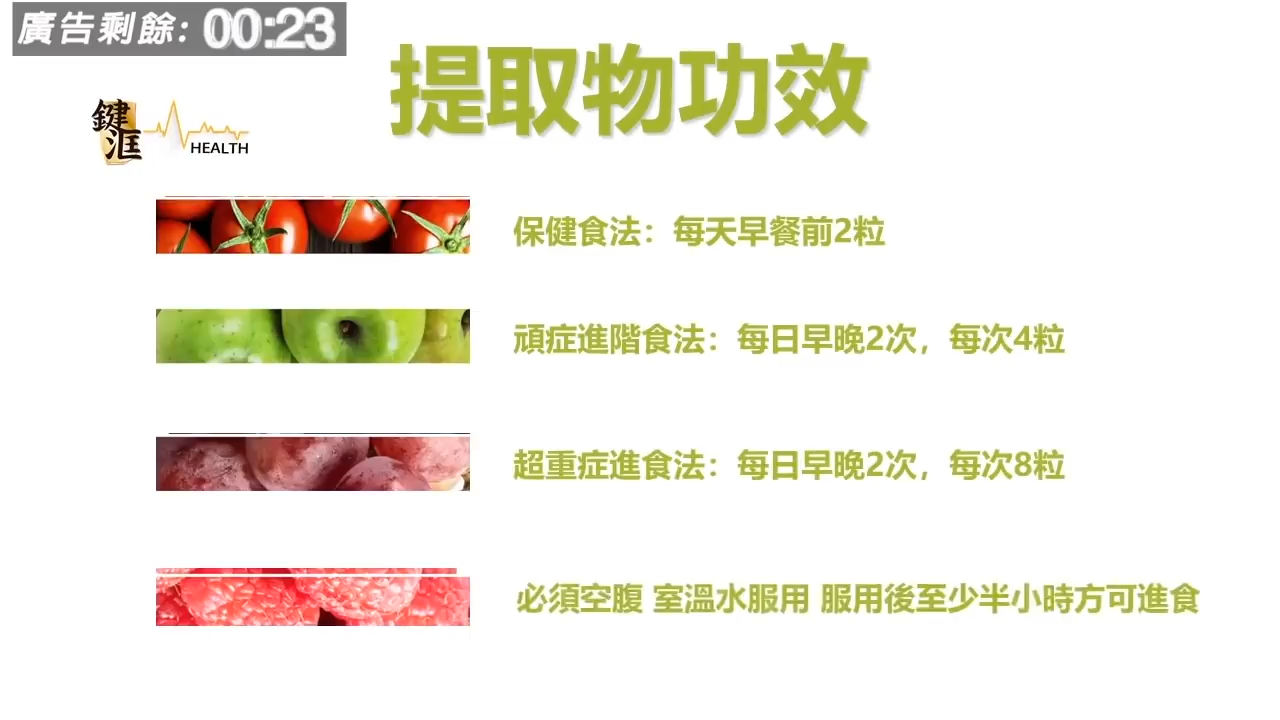 廣告剩餘: 00:23
提取物功效
鍵
洭
HEALTH
保健食法：每天早餐前2粒
頑症進階食法：每日早晚2次，每次4粒
超重症進食法：每日早晚2次，每次8粒
必須空腹 室溫水服用 服用後至少半小時方可進食